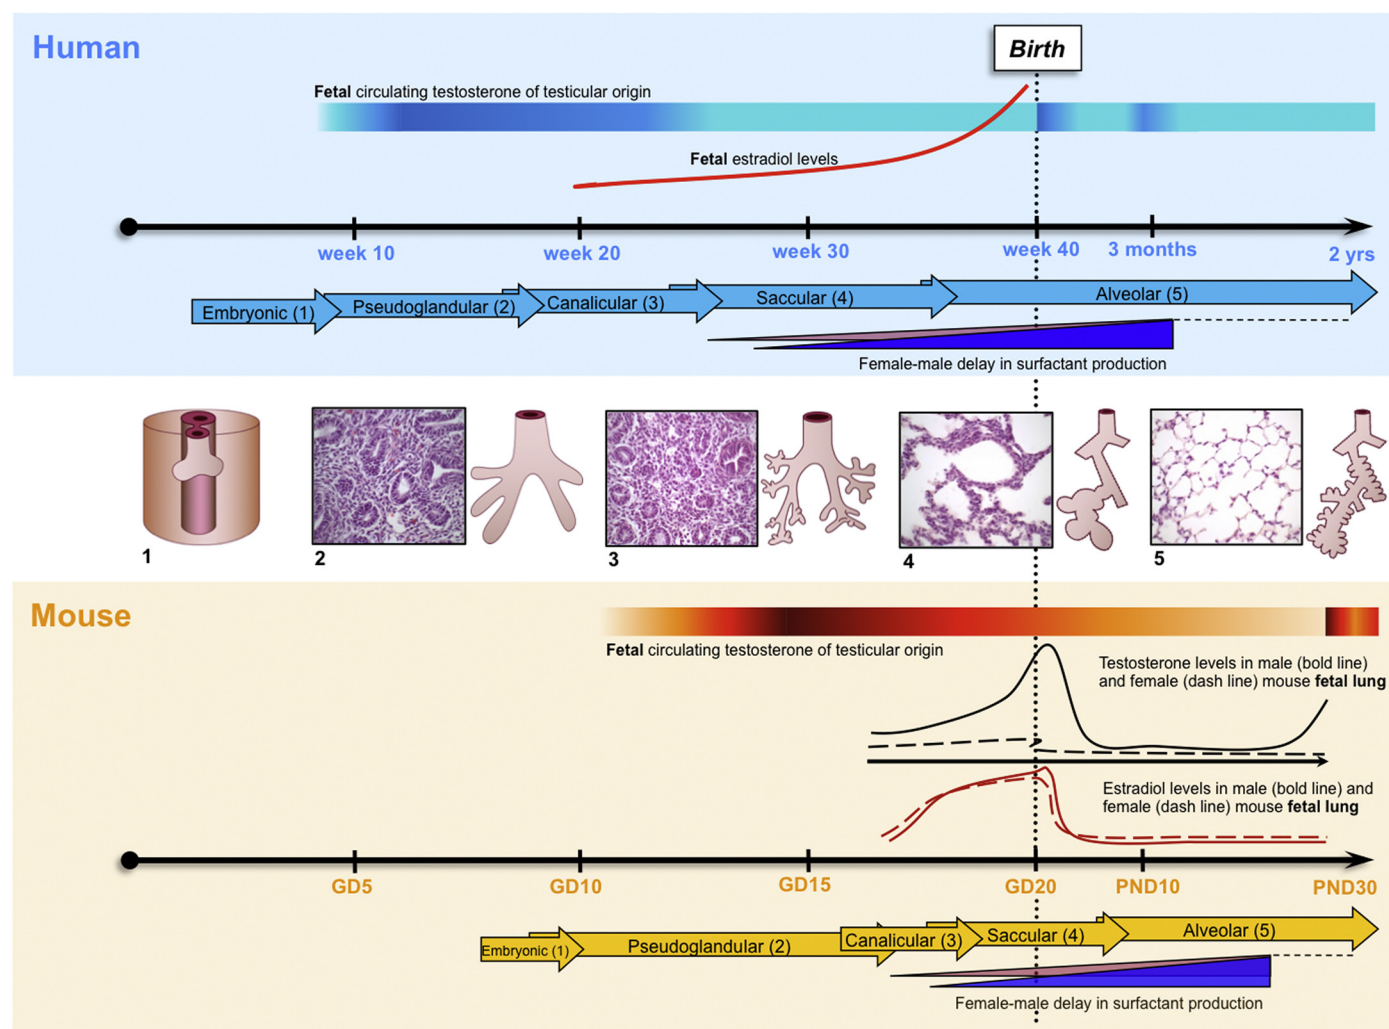 Human
Birth
Fetal circulating testosterone of testicular origin
Fetal estradiol levels
week 10
week 20
week 30
week 40
3 months
2 yrs
Embryonic (1)
Pseudoglandular (2)
Canalicular (3)
Saccular (4)
Alveolar (5)
Female-male delay in surfactant production
1
2
3
4
5
Mouse
Fetal circulating testosterone of testicular origin
Testosterone levels in male (bold line)
and female (dash line) mouse fetal lung
Estradiol levels in male (bold line) and
female (dash line) mouse fetal lung
GD5
GD10
GD15
GD20
PND10
PND30
Embryonic (1)
Pseudoglandular (2)
Canalicular (3)
Saccular (4)
Alveolar (5)
Female-male delay in surfactant production